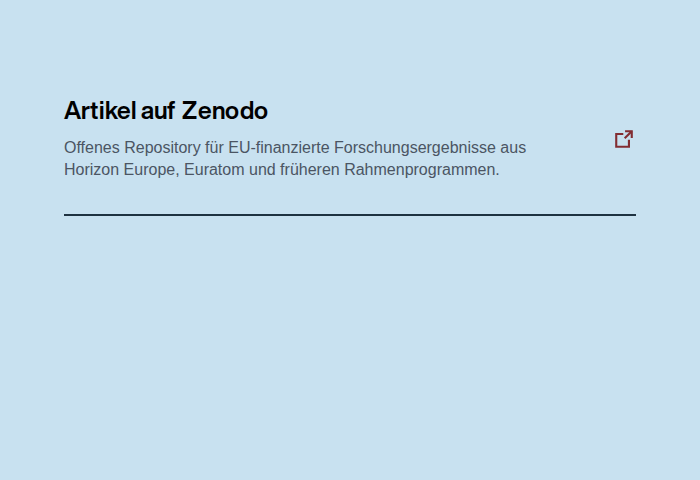 Artikel auf Zenodo
Offenes Repository für EU-finanzierte Forschungsergebnisse aus
Horizon Europe, Euratom und früheren Rahmenprogrammen.